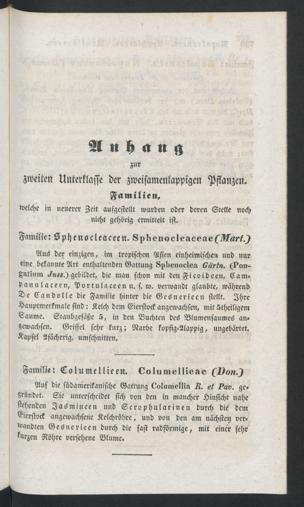 Anhang
zur
zweiten Unterklasse der zweisamenlappigen Pflanzen.
Familien,
welche in neuerer Zeit aufgestellt wurden oder deren Stelle noch
nicht gehörig ermittelt ist.
Familie: Sphenocleaceen. Sphenocleaceae (Mart.)
Aus der einzigen, im tropischen Asien einheimischen und nur
eine bekannte Art enthaltenden Gattung Sphenoclea Gärtn. (Pon-
gatium Juss.) gebildet, die man schon mit den Ficoideen, Cam-
panulaceen, Portulaceen u. s. w. verwandt glaubte, während
De Candolle die Familie hinter die Gesnerieen stellt. Ihre
Hauptmerkmale sind: Kelch dem Eierstock angewachsen, mit 5theiligem
Saume. Staubgefäße 5, in den Buchten des Blumensaumes an-
gewachsen. Griffel sehr kurz; Narbe kopfig-2lappig, ungebärtet.
Kapsel 2fächerig, umschnitten.
Familie: Columellieen. Columellieae (Don.)
Auf die südamerikanische Gattung Columellia R. et Pav. ge-
gründet. Sie unterscheidet sich von den in mancher Hinsicht nahe
stehenden Jasmineen und Scrophularinen durch die dem
Eierstock angewachsene Kelchröhre, und von den am nächsten ver-
wandten Gesnerieen durch die fast radförmige, mit einer sehr
kurzen Röhre versehene Blume.